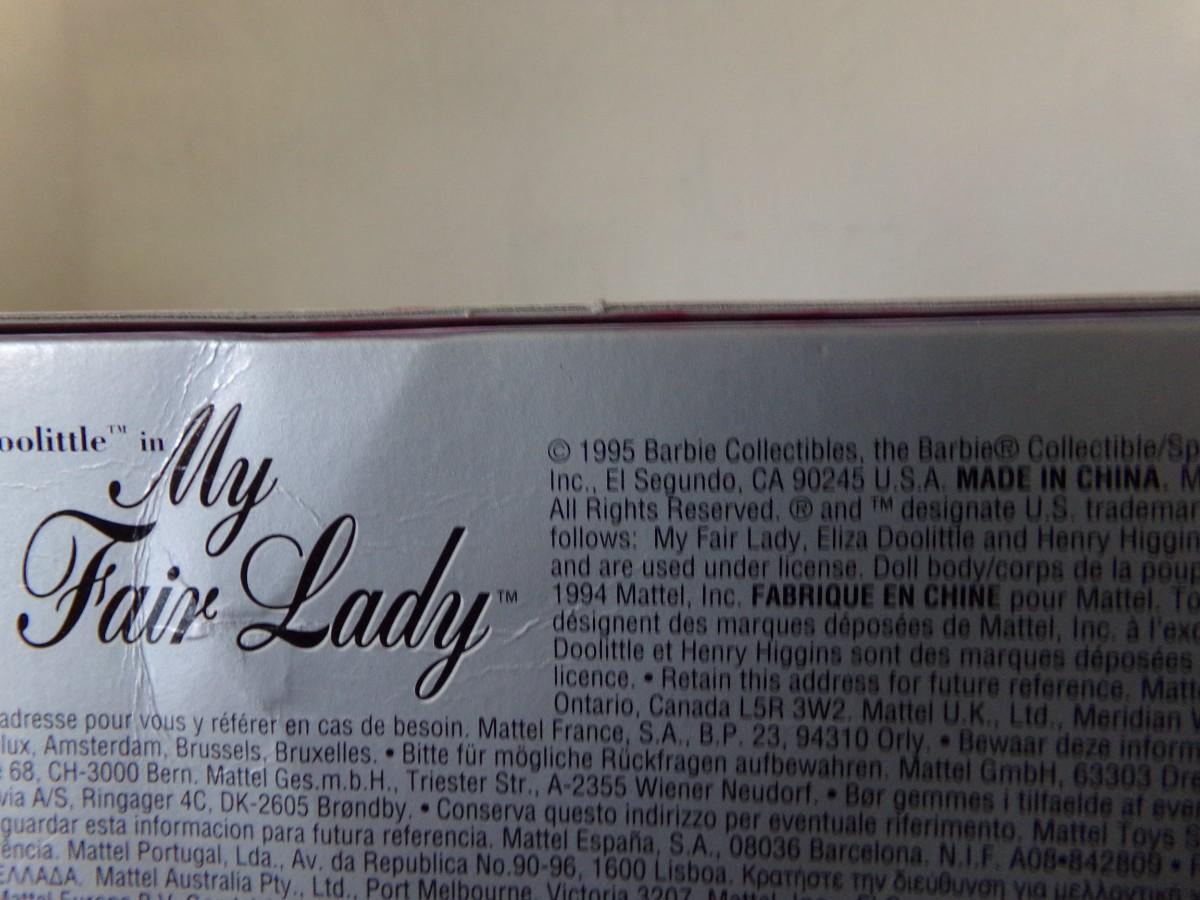 oolittle™ in
My
Fair Lady™
© 1995 Barbie Collectibles, the Barbie® Collectible/Sp
Inc., El Segundo, CA 90245 U.S.A. MADE IN CHINA. M
All Rights Reserved. ® and ™ designate U.S. trademar
follows: My Fair Lady, Eliza Doolittle and Henry Higgin
and are used under license. Doll body/corps de la poup
1994 Mattel, Inc. FABRIQUE EN CHINE pour Mattel. To
désignent des marques déposées de Mattel, Inc. à l'exc
Doolittle et Henry Higgins sont des marques déposées
licence. • Retain this address for future reference. Matt
Ontario, Canada L5R 3W2. Mattel U.K., Ltd., Meridian W
adresse pour vous y référer en cas de besoin. Mattel France, S.A., B.P. 23, 94310 Orly. • Bewaar deze inform
lux, Amsterdam, Brussels, Bruxelles. • Bitte für mögliche Rückfragen aufbewahren. Mattel GmbH, 63303 Dre
68, CH-3000 Bern. Mattel Ges.m.b.H., Triester Str., A-2355 Wiener Neudorf. • Bør gemmes i tilfaelde af eve
via A/S, Ringager 4C, DK-2605 Brøndby. • Conserva questo indirizzo per eventuale riferimento. Mattel Toys S
guardar esta informacion para futura referencia. Mattel España, S.A., 08036 Barcelona. N.I.F. A08•842809 •
ência. Mattel Portugal, Lda., Av. da Republica No.90-96, 1600 Lisboa. Κρατήστε την διεύθυνση για μελλοντική
ΕΛΛΑΔΑ. Mattel Australia Pty., Ltd., Port Melbourne, Victoria 3207. Mattel